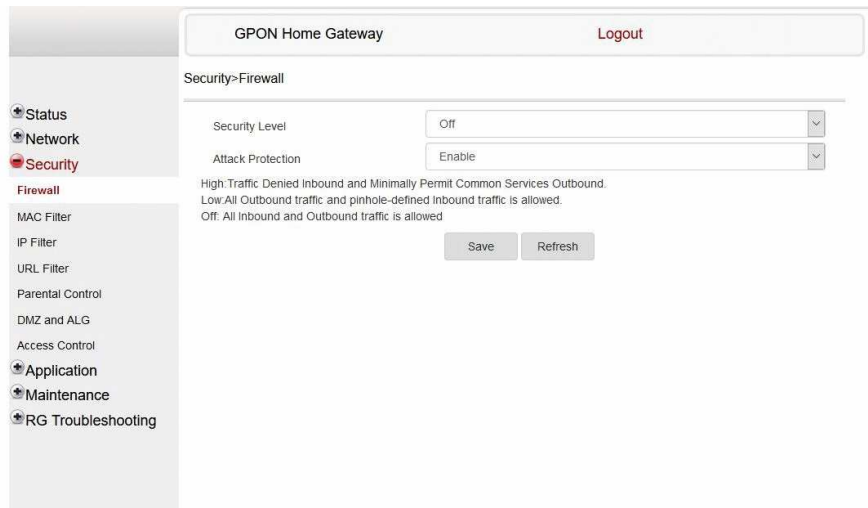 GPON Home Gateway
Logout
Security>Firewall
Status
Network
Security
Firewall
MAC Filter
IP Filter
URL Filter
Parental Control
DMZ and ALG
Access Control
Application
Maintenance
RG Troubleshooting
Security Level
Off
Attack Protection
Enable
High:Traffic Denied Inbound and Minimally Permit Common Services Outbound.
Low:All Outbound traffic and pinhole-defined Inbound traffic is allowed.
Off: All Inbound and Outbound traffic is allowed
Save
Refresh